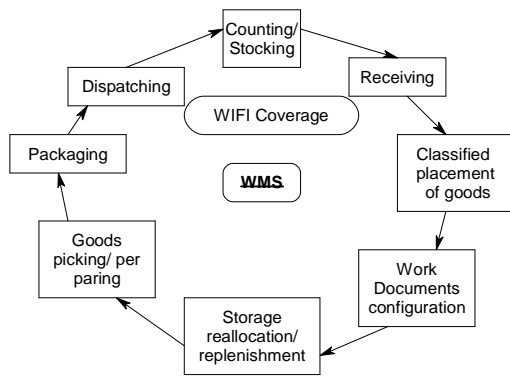 Counting/
Stocking
Dispatching
Receiving
WIFI Coverage
Packaging
Classified
placement
of goods
WMS
Goods
picking/ per
paring
Work
Documents
configuration
Storage
reallocation/
replenishment